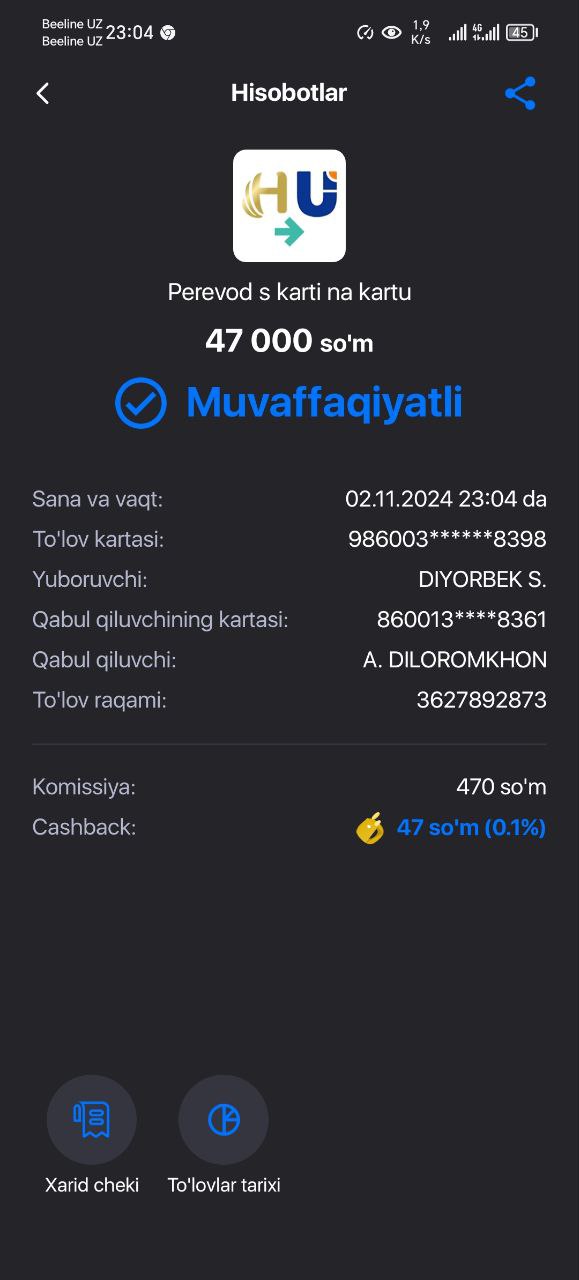 Beeline UZ
Beeline UZ 23:04
1,9
K/s
4G
45
Hisobotlar
HU
Perevod s karti na kartu
47 000 so'm
Muvaffaqiyatli
Sana va vaqt: 02.11.2024 23:04 da
To'lov kartasi: 986003******8398
Yuboruvchi: DIYORBEK S.
Qabul qiluvchining kartasi: 860013****8361
Qabul qiluvchi: A. DILOROMKHON
To'lov raqami: 3627892873
Komissiya: 470 so'm
Cashback: 47 so'm (0.1%)
Xarid cheki To'lovlar tarixi